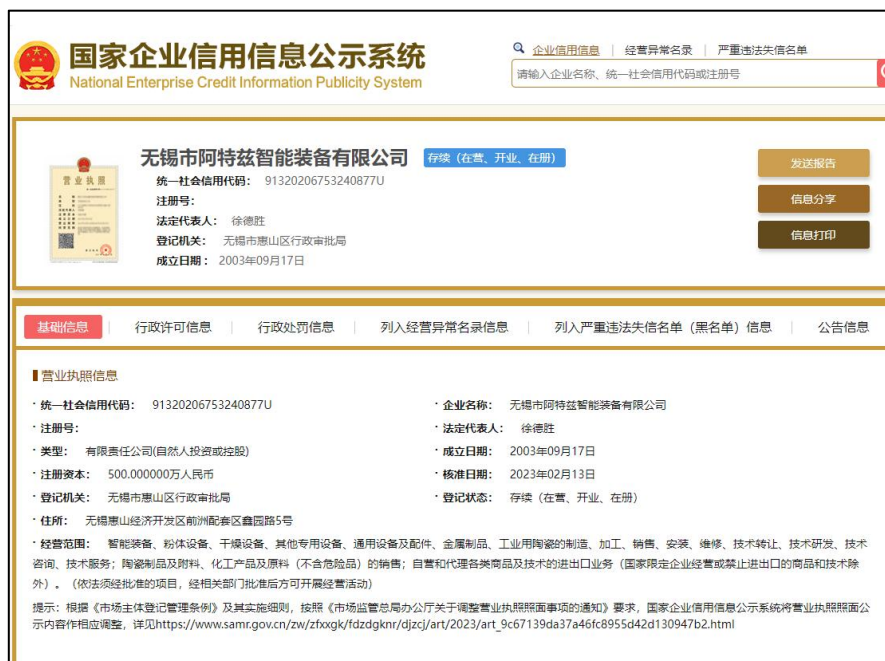 国家企业信用信息公示系统
National Enterprise Credit Information Publicity System
企业信用信息 | 经营异常名录 | 严重违法失信名单
请输入企业名称、统一社会信用代码或注册号
无锡市阿特兹智能装备有限公司 存续（在营、开业、在册）
统一社会信用代码： 91320206753240877U
注册号：
法定代表人： 徐德胜
登记机关： 无锡市惠山区行政审批局
成立日期： 2003年09月17日
营业执照
发送报告
信息分享
信息打印
基础信息 | 行政许可信息 | 行政处罚信息 | 列入经营异常名录信息 | 列入严重违法失信名单（黑名单）信息 | 公告信息
营业执照信息
· 统一社会信用代码： 91320206753240877U · 企业名称： 无锡市阿特兹智能装备有限公司
· 注册号： · 法定代表人： 徐德胜
· 类型： 有限责任公司(自然人投资或控股) · 成立日期： 2003年09月17日
· 注册资本： 500.000000万人民币 · 核准日期： 2023年02月13日
· 登记机关： 无锡市惠山区行政审批局 · 登记状态： 存续（在营、开业、在册）
· 住所： 无锡惠山经济开发区前洲配套区鑫园路5号
· 经营范围： 智能装备、粉体设备、干燥设备、其他专用设备、通用设备及配件、金属制品、工业用陶瓷的制造、加工、销售、安装、维修、技术转让、技术研发、技术
咨询、技术服务；陶瓷制品及附料、化工产品及原料（不含危险品）的销售；自营和代理各类商品及技术的进出口业务（国家限定企业经营或禁止进出口的商品和技术除
外）。（依法须经批准的项目，经相关部门批准后方可开展经营活动）
提示：根据《市场主体登记管理条例》及其实施细则，按照《市场监管总局办公厅关于调整营业执照照面事项的通知》要求，国家企业信用信息公示系统将营业执照照面公
示内容作相应调整，详见https://www.samr.gov.cn/zw/zfxxgk/fdzdgknr/djzcj/art/2023/art_9c67139da37a46fc8955d42d130947b2.html